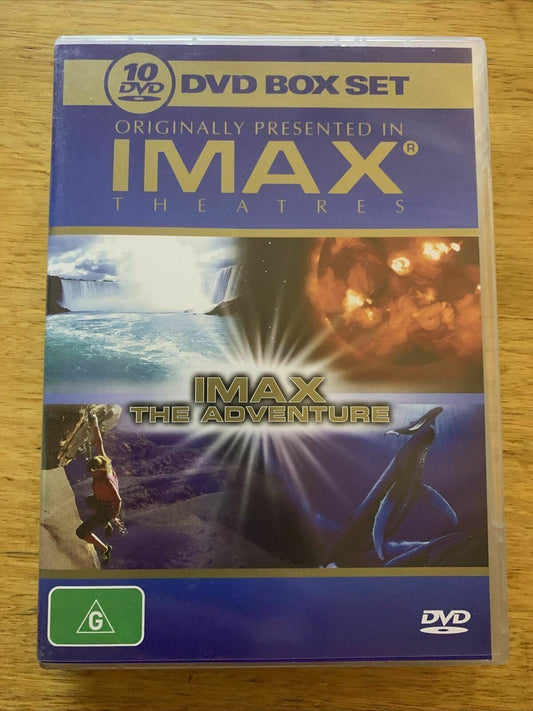 10
DVD
DVD BOX SET
ORIGINALLY PRESENTED IN
IMAX®
THEATRES
IMAX
THE ADVENTURE
G
DVD